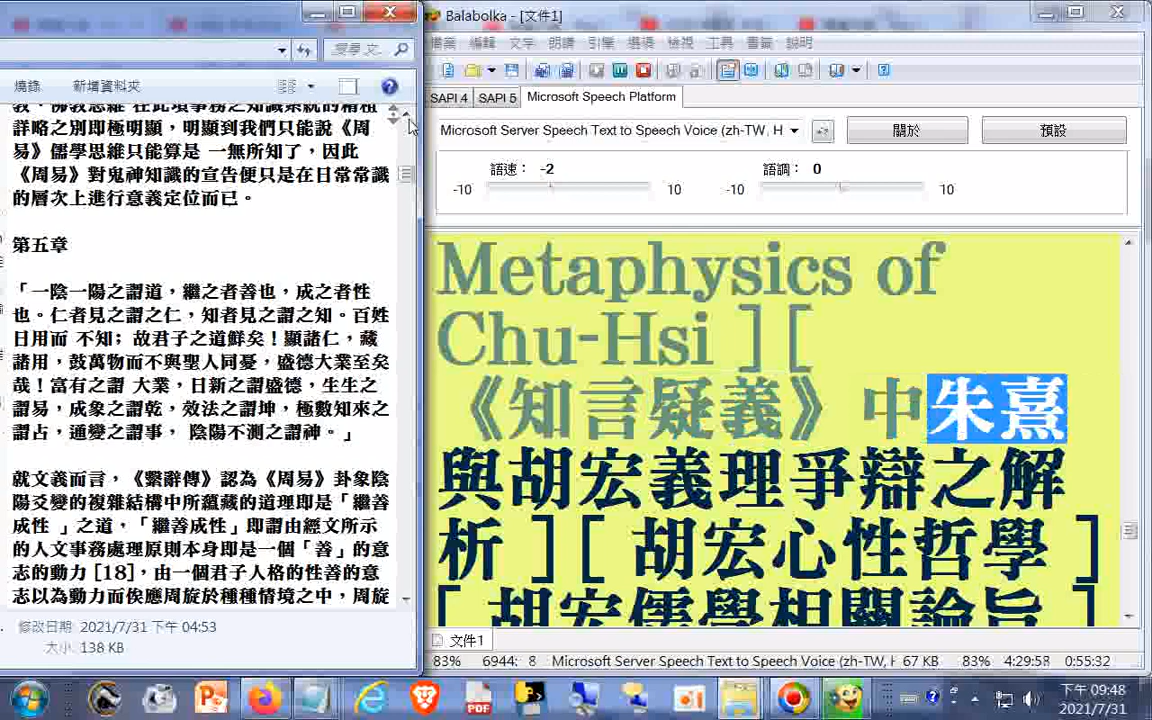 Balabolka - [文件1]
搜尋 文...
檔案 編輯 文字 朗讀 引擎 選項 檢視 工具 書籤 說明
燒錄 新增資料夾
SAPI 4 SAPI 5 Microsoft Speech Platform
Microsoft Server Speech Text to Speech Voice (zh-TW, H 關於 預設
語速： -2 語調： 0
-10 10 -10 10
教、佛教思維 在此項事務之知識系統的精粗
詳略之別即極明顯，明顯到我們只能說《周
易》儒學思維只能算是 一無所知了，因此
《周易》對鬼神知識的宣告便只是在日常常識
的層次上進行意義定位而已。
第五章
「一陰一陽之謂道，繼之者善也，成之者性
也。仁者見之謂之仁，知者見之謂之知。百姓
日用而 不知；故君子之道鮮矣！顯諸仁，藏
諸用，鼓萬物而不與聖人同憂，盛德大業至矣
哉！富有之謂 大業，日新之謂盛德，生生之
謂易，成象之謂乾，效法之謂坤，極數知來之
謂占，通變之謂事， 陰陽不測之謂神。」
就文義而言，《繫辭傳》認為《周易》卦象陰
陽爻變的複雜結構中所蘊藏的道理即是「繼善
成性 」之道，「繼善成性」即謂由經文所示
的人文事務處理原則本身即是一個「善」的意
志的動力 [18]，由一個君子人格的性善的意
志以為動力而俟應周旋於種種情境之中，周旋
修改日期: 2021/7/31 下午 04:53
大小: 138 KB
Metaphysics of
Chu-Hsi ][
《知言疑義》 中朱熹
與胡宏義理爭辯之解
析 ][ 胡宏心性哲學 ]
[ 胡宏儒學相關論旨 ]
文件1
83% 6944: 8 Microsoft Server Speech Text to Speech Voice (zh-TW, H 67 KB 83% 4:29:58 0:55:32
下午 09:48
2021/7/31